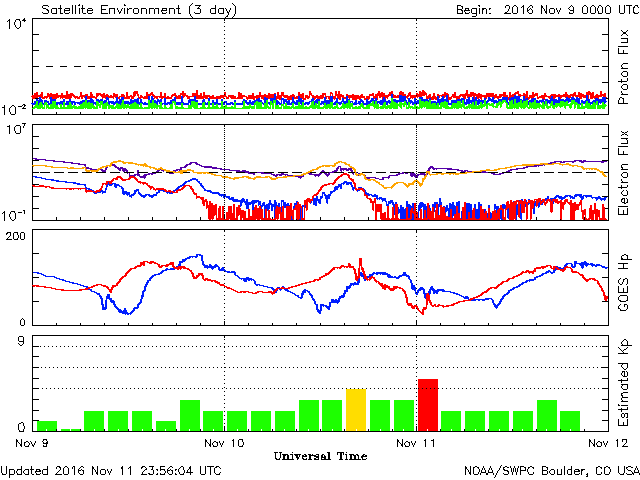 Satellite Environment (3 day) Begin: 2016 Nov 9 0000 UTC
10^4
10^-2
Proton Flux
10^7
10^-1
Electron Flux
200
0
GOES Hp
9
0
Estimated Kp
Nov 9 Nov 10 Nov 11 Nov 12
Universal Time
Updated 2016 Nov 11 23:56:04 UTC NOAA/SWPC Boulder, CO USA